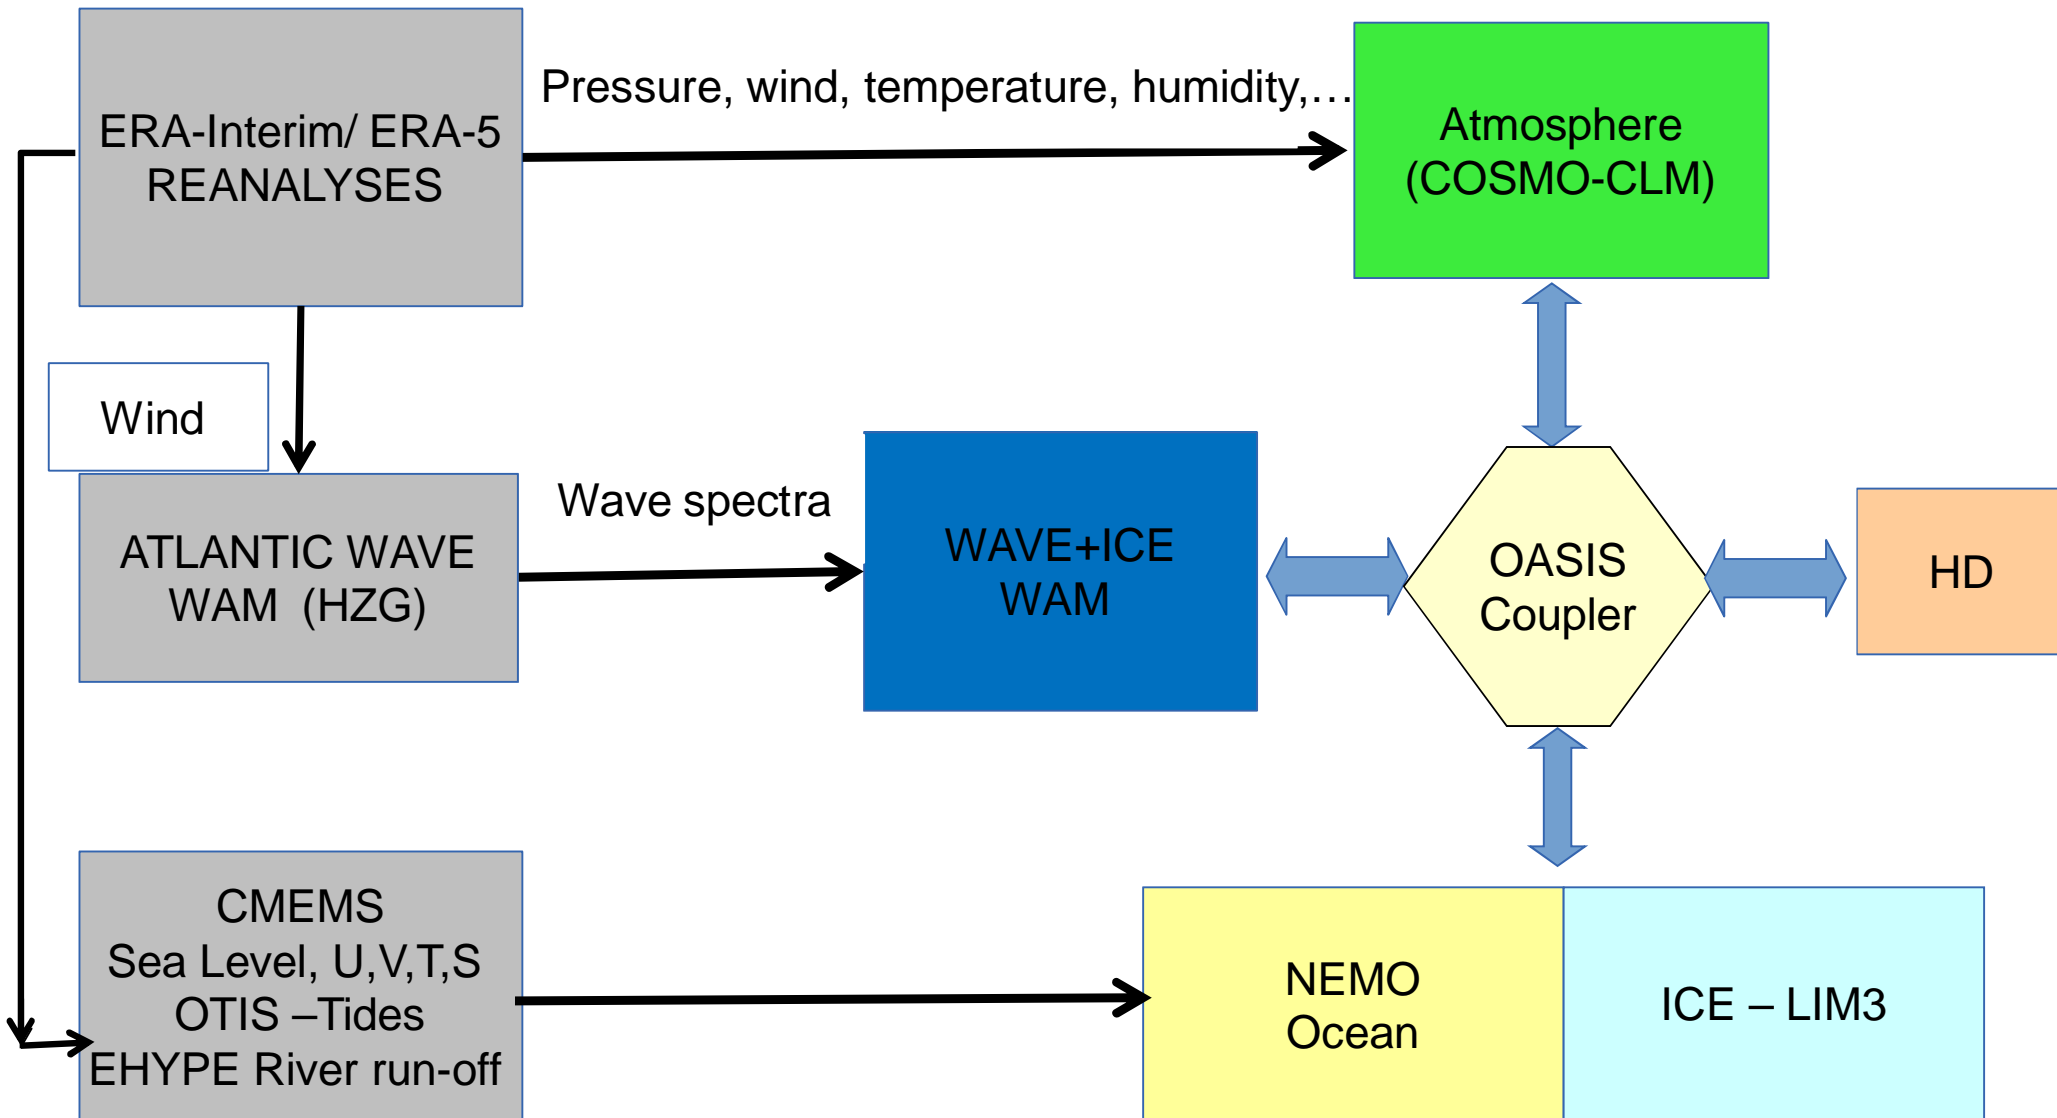 Pressure, wind, temperature, humidity,…
ERA-Interim/ ERA-5
REANALYSES
Atmosphere
(COSMO-CLM)
Wind
Wave spectra
ATLANTIC WAVE
WAM (HZG)
WAVE+ICE
WAM
OASIS
Coupler
HD
CMEMS
Sea Level, U,V,T,S
OTIS –Tides
EHYPE River run-off
NEMO
Ocean
ICE – LIM3